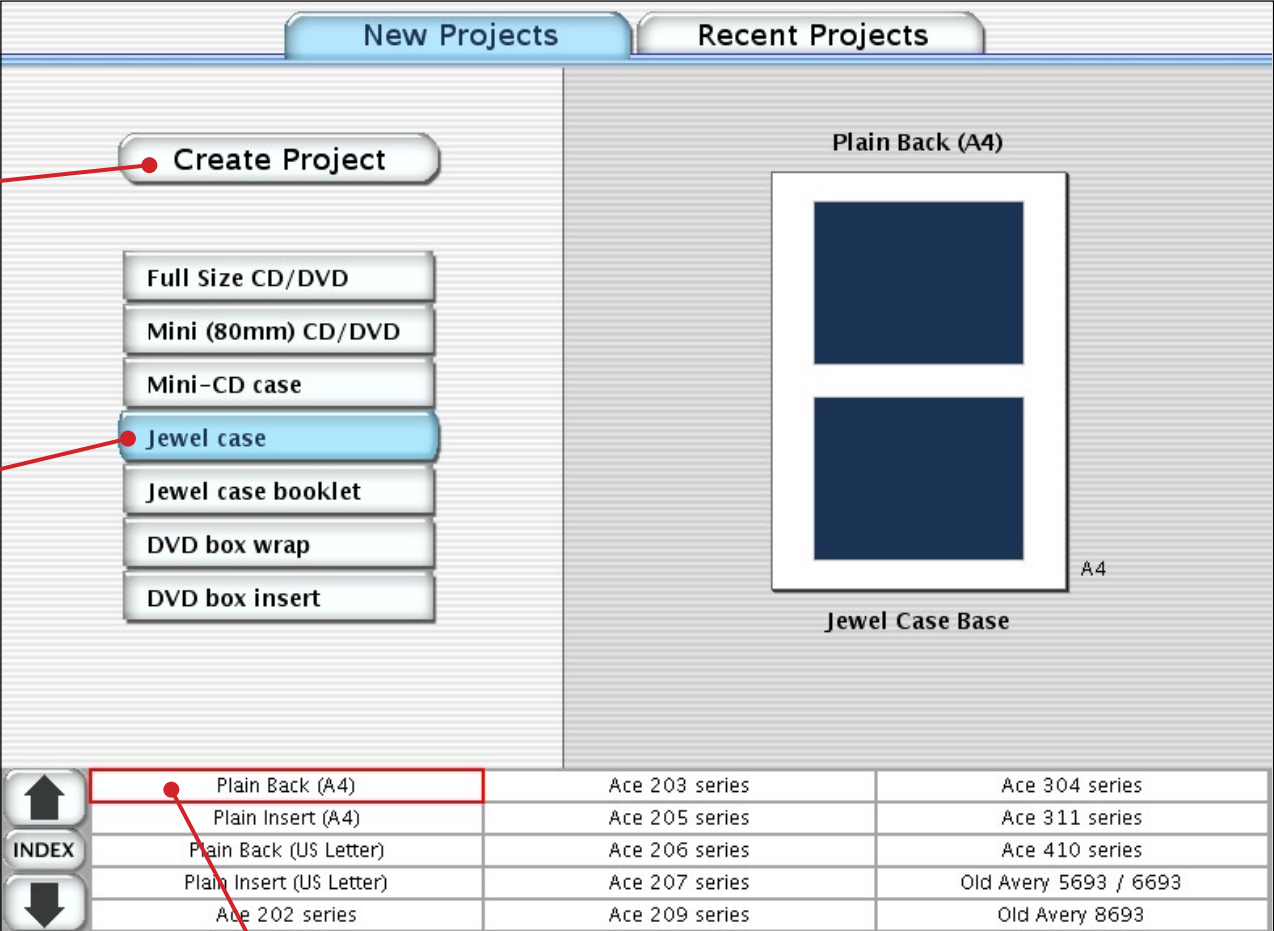 New Projects
Recent Projects
Create Project
Full Size CD/DVD
Mini (80mm) CD/DVD
Mini-CD case
Jewel case
Jewel case booklet
DVD box wrap
DVD box insert
Plain Back (A4)
A4
Jewel Case Base
INDEX
Plain Back (A4) Ace 203 series Ace 304 series
Plain Insert (A4) Ace 205 series Ace 311 series
Plain Back (US Letter) Ace 206 series Ace 410 series
Plain Insert (US Letter) Ace 207 series Old Avery 5693 / 6693
Ace 202 series Ace 209 series Old Avery 8693